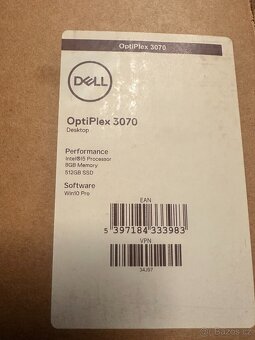 OptiPlex 3070
DELL
OptiPlex 3070
Desktop
Performance
Intel®i5 Processor
8GB Memory
512GB SSD
Software
Win10 Pro
EAN
5 397184 333983
VPN
34J97